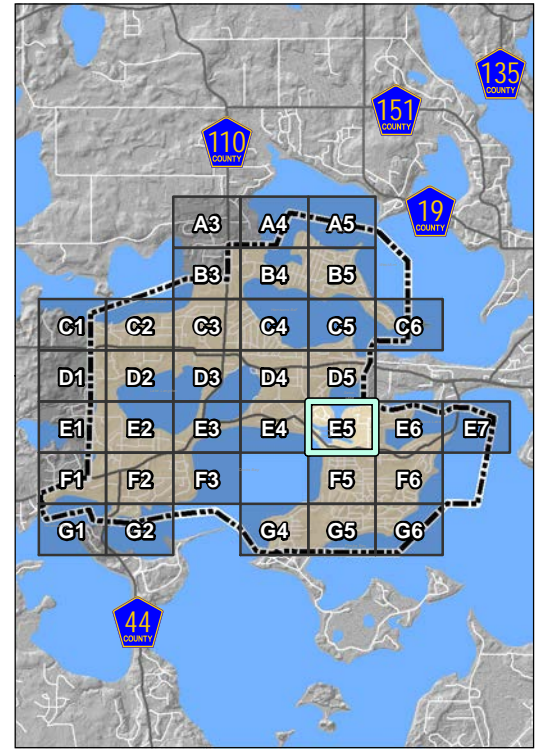 135
COUNTY
151
COUNTY
110
COUNTY
19
COUNTY
A3 A4 A5
B3 B4 B5
C1 C2 C3 C4 C5 C6
D1 D2 D3 D4 D5
E1 E2 E3 E4 E5 E6 E7
F1 F2 F3 F5 F6
G1 G2 G4 G5 G6
44
COUNTY